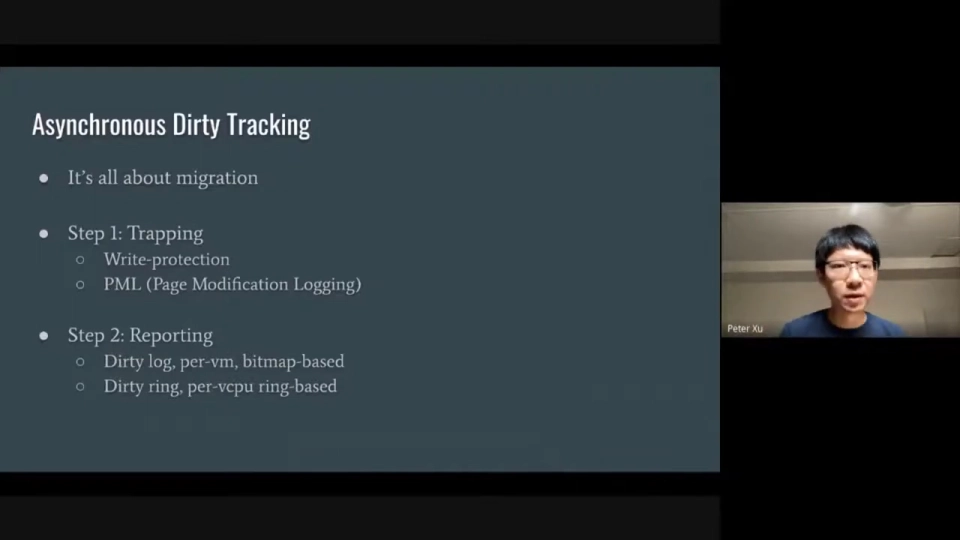 Asynchronous Dirty Tracking
● It's all about migration
● Step 1: Trapping
○ Write-protection
○ PML (Page Modification Logging)
● Step 2: Reporting
○ Dirty log, per-vm, bitmap-based
○ Dirty ring, per-vcpu ring-based
Peter Xu